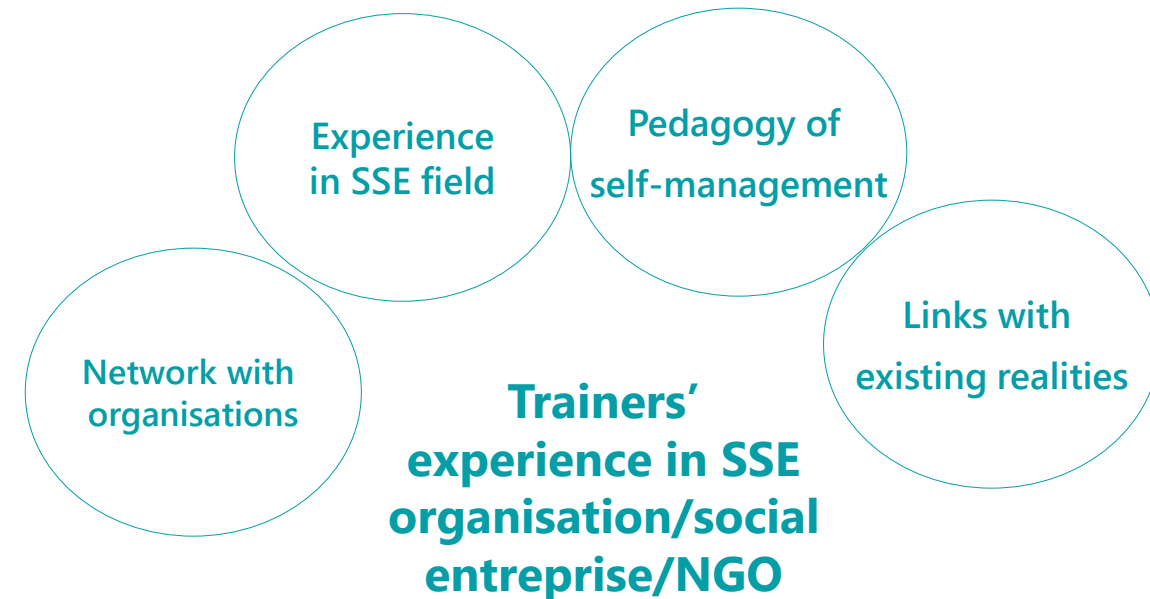 Experience
in SSE field
Pedagogy of
self-management
Network with
organisations
Links with
existing realities
Trainers’
experience in SSE
organisation/social
entreprise/NGO